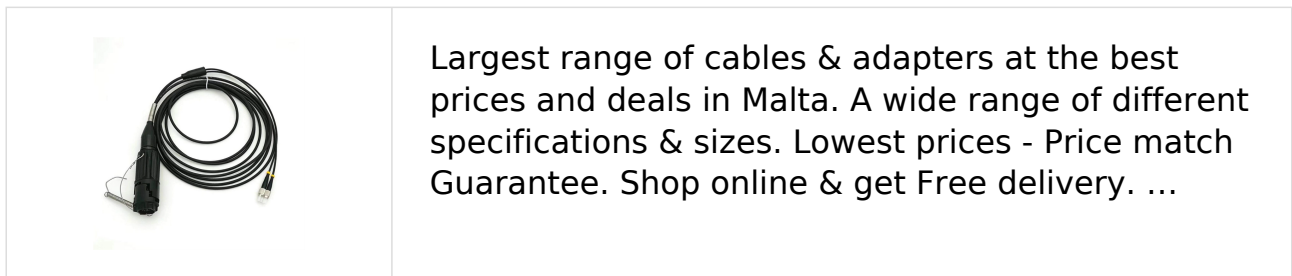 Largest range of cables & adapters at the best
prices and deals in Malta. A wide range of different
specifications & sizes. Lowest prices - Price match
Guarantee. Shop online & get Free delivery. ...